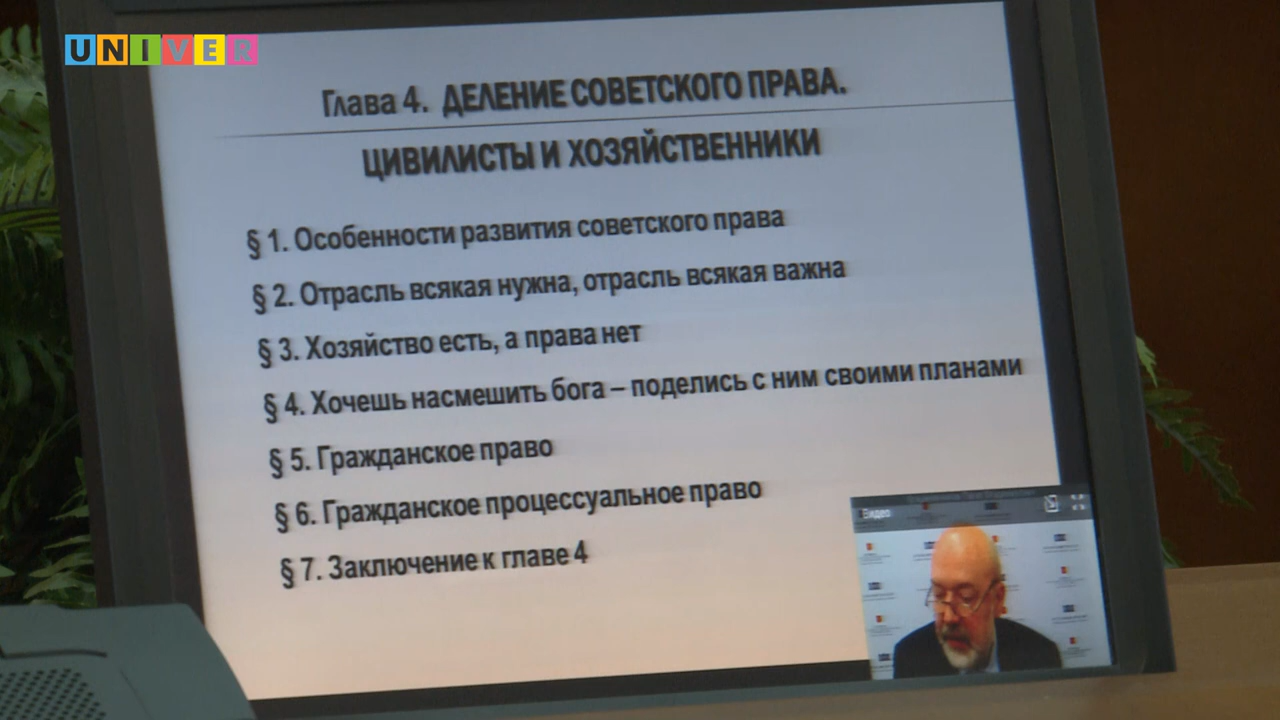 UNIVER
Глава 4. ДЕЛЕНИЕ СОВЕТСКОГО ПРАВА.
ЦИВИЛИСТЫ И ХОЗЯЙСТВЕННИКИ
§ 1. Особенности развития советского права
§ 2. Отрасль всякая нужна, отрасль всякая важна
§ 3. Хозяйство есть, а права нет
§ 4. Хочешь насмешить бога – поделись с ним своими планами
§ 5. Гражданское право
§ 6. Гражданское процессуальное право
§ 7. Заключение к главе 4
Видео